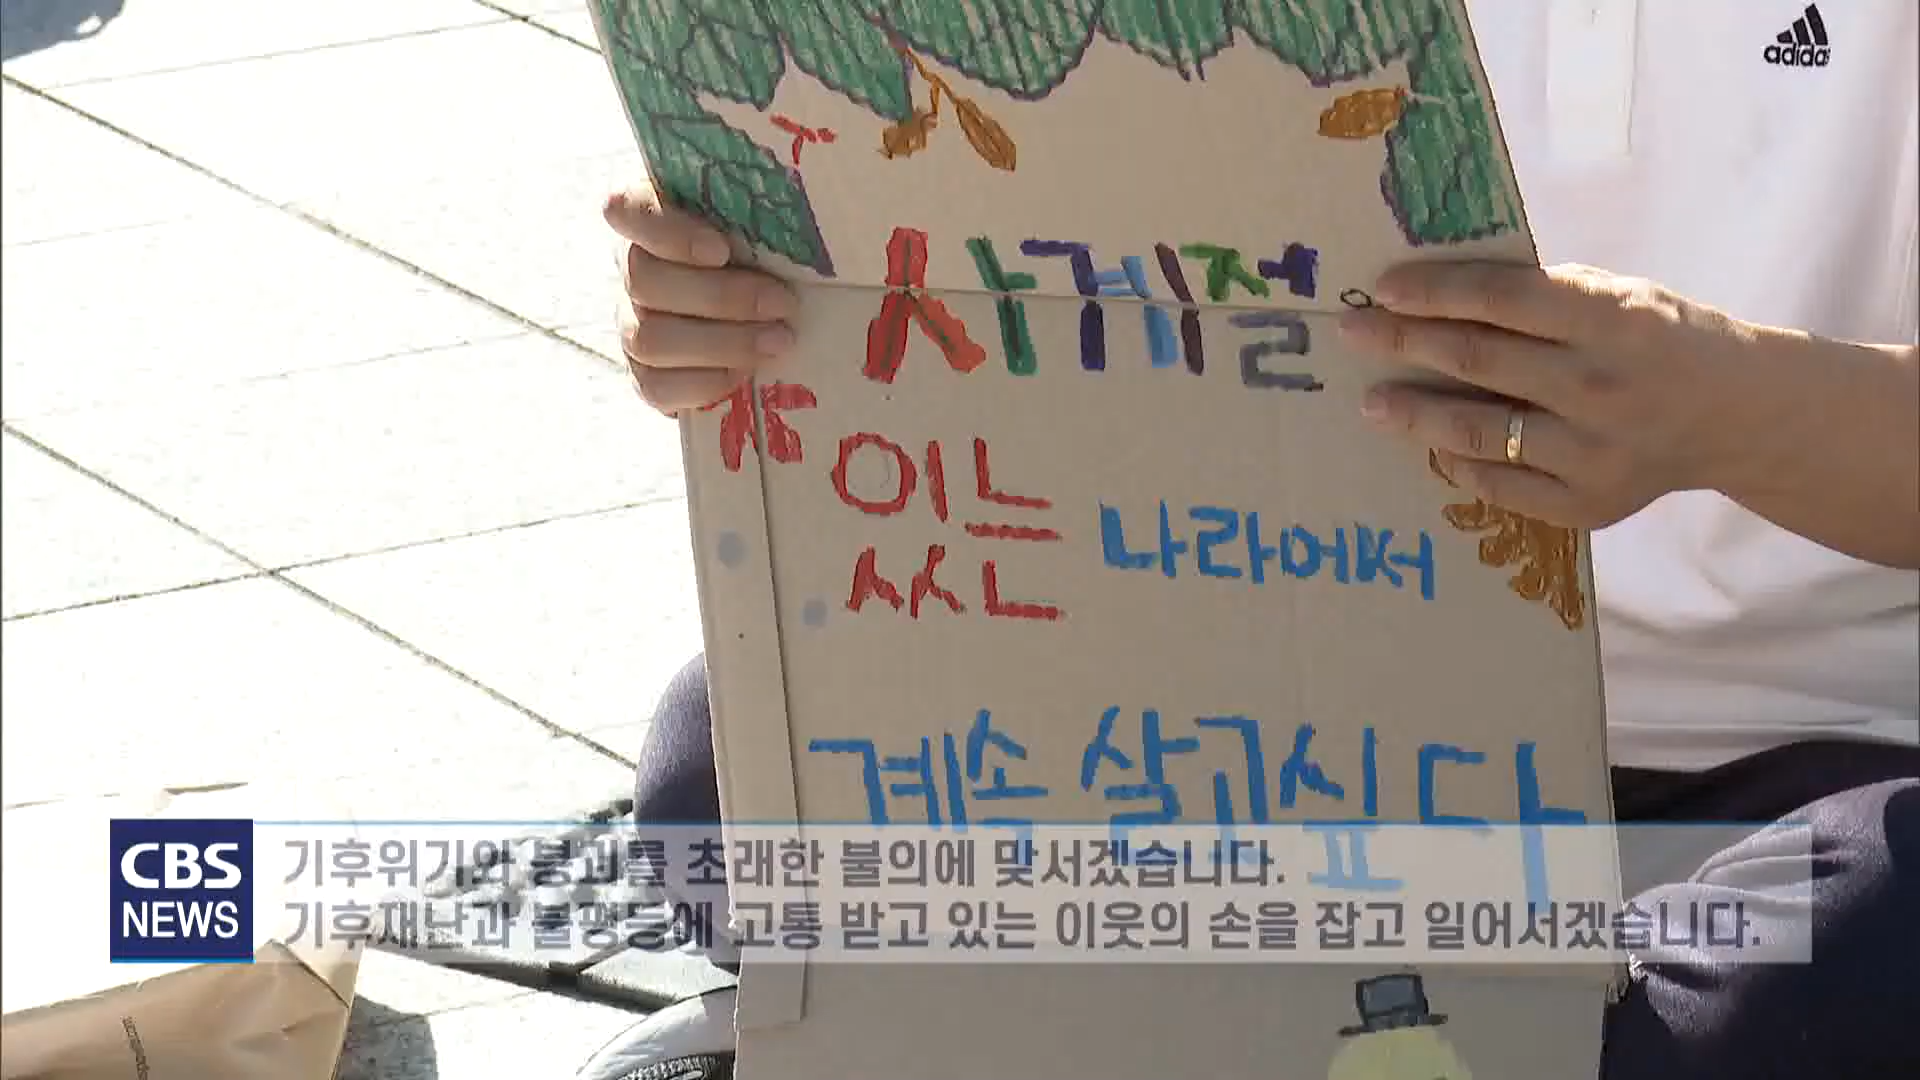 adidas
사계절
있는 나라에서
계속 살고싶다
CBS
NEWS
기후위기와 붕괴를 초래한 불의에 맞서겠습니다.
기후재난과 불평등에 고통 받고 있는 이웃의 손을 잡고 일어서겠습니다.